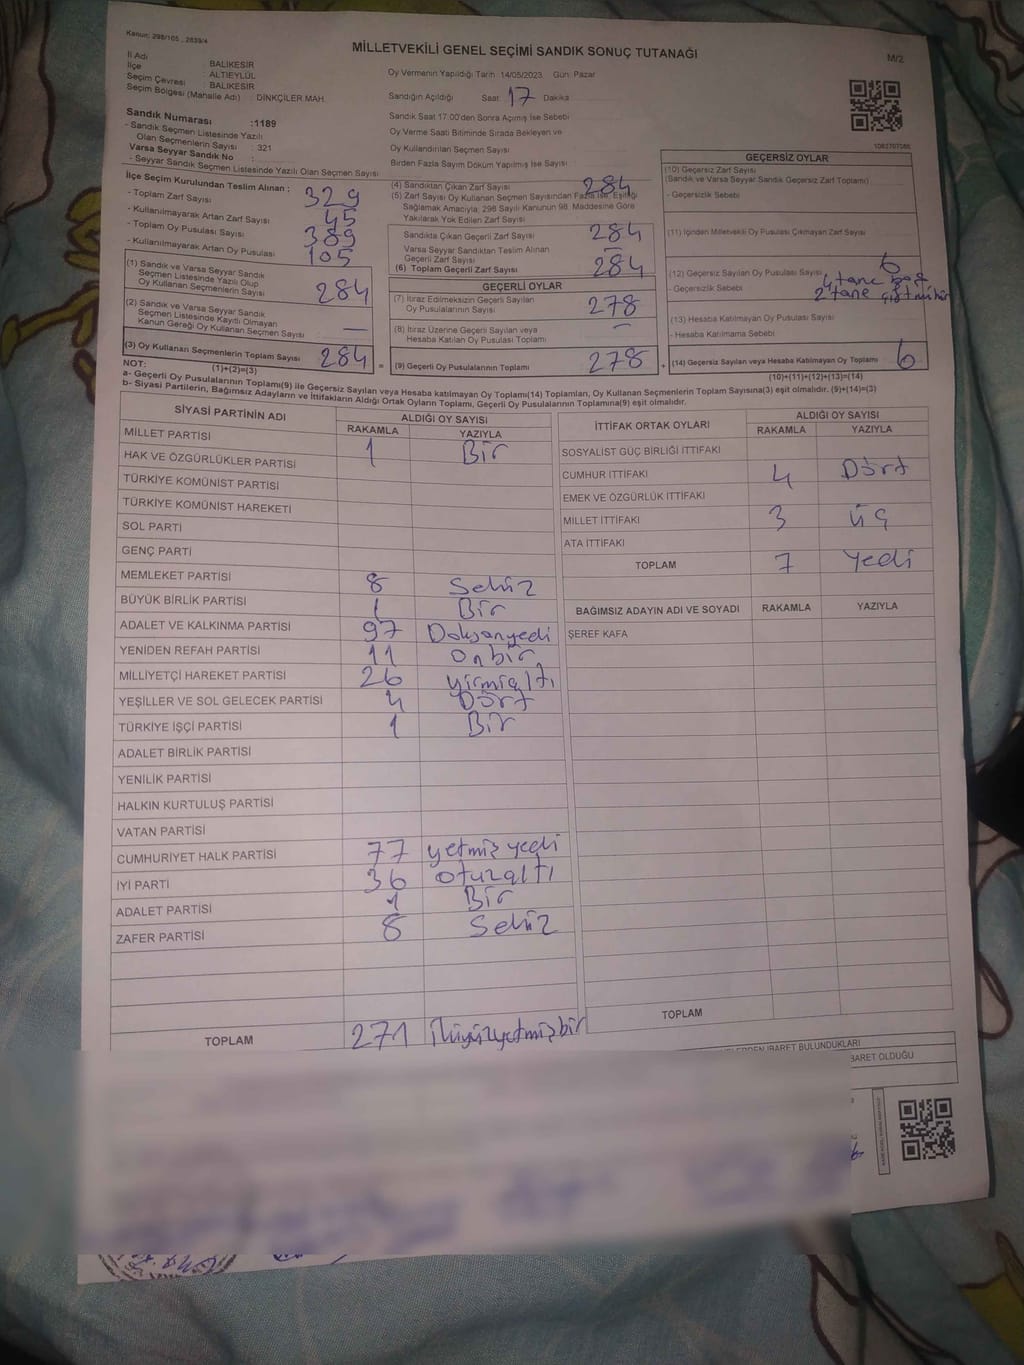 Kanun: 298/105 , 2839/4
MİLLETVEKİLİ GENEL SEÇİMİ SANDIK SONUÇ TUTANAĞI
M/2
İl Adı : BALIKESİR
İlçe : ALTIEYLÜL
Seçim Çevresi : BALIKESİR
Seçim Bölgesi (Mahalle Adı) : DİNKÇİLER MAH.
Sandık Numarası :1189
- Sandık Seçmen Listesinde Yazılı
Olan Seçmenlerin Sayısı : 321
Varsa Seyyar Sandık No
- Seyyar Sandık Seçmen Listesinde Yazılı Olan Seçmen Sayısı
Oy Vermenin Yapıldığı Tarih 14/05/2023 Gün: Pazar
Sandığın Açıldığı Saat: 17 Dakika
Sandık Saat 17.00'den Sonra Açımış İse Sebebi
Oy Verme Saati Bitiminde Sırada Bekleyen ve
Oy Kullandırılan Seçmen Sayısı
Birden Fazla Sayım Döküm Yapılmış İse Sayısı :
İlçe Seçim Kurulundan Teslim Alınan :
- Toplam Zarf Sayısı 329
- Kullanılmayarak Artan Zarf Sayısı 45
- Toplam Oy Pusulası Sayısı 389
- Kullanılmayarak Artan Oy Pusulası 105
(1) Sandık ve Varsa Seyyar Sandık
Seçmen Listesinde Yazılı Olup
Oy Kullanan Seçmenlerin Sayısı 284
(2) Sandık ve Varsa Seyyar Sandık
Seçmen Listesinde Kayıtlı Olmayan
Kanun Gereği Oy Kullanan Seçmen Sayısı —
(3) Oy Kullanan Seçmenlerin Toplam Sayısı 284 =
(1)+(2)=(3)
(4) Sandıktan Çıkan Zarf Sayısı 284
(5) Zarf Sayısı Oy Kullanan Seçmen Sayısından Fazla İse, Eşitliği
Sağlamak Amacıyla, 298 Sayılı Kanunun 98. Maddesine Göre
Yakılarak Yok Edilen Zarf Sayısı
Sandıkta Çıkan Geçerli Zarf Sayısı 284
Varsa Seyyar Sandıktan Teslim Alınan
Geçerli Zarf Sayısı —
(6) Toplam Geçerli Zarf Sayısı 284
GEÇERLİ OYLAR
(7) İtiraz Edilmeksizin Geçerli Sayılan
Oy Pusulalarının Sayısı 278
(8) İtiraz Üzerine Geçerli Sayılan veya
Hesaba Katılan Oy Pusulası Toplamı —
(9) Geçerli Oy Pusulalarının Toplamı 278 +
GEÇERSİZ OYLAR
(10) Geçersiz Zarf Sayısı
(Sandık ve Varsa Seyyar Sandık Geçersiz Zarf Toplamı)
- Geçersizlik Sebebi
(11) İçinden Milletvekili Oy Pusulası Çıkmayan Zarf Sayısı
(12) Geçersiz Sayılan Oy Pusulası Sayısı 6
- Geçersizlik Sebebi 4 tane boş
2 tane çift mühür
(13) Hesaba Katılmayan Oy Pusulası Sayısı
- Hesaba Katılmama Sebebi
(14) Geçersiz Sayılan veya Hesaba Katılmayan Oy Pusulası Toplamı 6
(10)+(11)+(12)+(13)=(14)
NOT:
a- Geçerli Oy Pusulalarının Toplamı(9) ile Geçersiz Sayılan veya Hesaba katılmayan Oy Toplamı(14) Toplamları, Oy Kullanan Seçmenlerin Toplam Sayısına(3) eşit olmalıdır. (9)+(14)=(3)
b- Siyasi Partilerin, Bağımsız Adayların ve İttifakların Aldığı Ortak Oyların Toplamı, Geçerli Oy Pusulalarının Toplamına(9) eşit olmalıdır.
SİYASİ PARTİNİN ADI ALDIĞI OY SAYISI
RAKAMLA YAZIYLA
MİLLET PARTİSİ 1 Bir
HAK VE ÖZGÜRLÜKLER PARTİSİ
TÜRKİYE KOMÜNİST PARTİSİ
TÜRKİYE KOMÜNİST HAREKETİ
SOL PARTİ
GENÇ PARTİ
MEMLEKET PARTİSİ 8 Sekiz
BÜYÜK BİRLİK PARTİSİ 1 Bir
ADALET VE KALKINMA PARTİSİ 97 Doksanyedi
YENİDEN REFAH PARTİSİ 11 Onbir
MİLLİYETÇİ HAREKET PARTİSİ 26 yirmialtı
YEŞİLLER VE SOL GELECEK PARTİSİ 4 Dört
TÜRKİYE İŞÇİ PARTİSİ 1 Bir
ADALET BİRLİK PARTİSİ
YENİLİK PARTİSİ
HALKIN KURTULUŞ PARTİSİ
VATAN PARTİSİ
CUMHURİYET HALK PARTİSİ 77 yetmiş yedi
İYİ PARTİ 36 otuzaltı
ADALET PARTİSİ 1 Bir
ZAFER PARTİSİ 8 Sekiz
TOPLAM 271 İkiyüzyetmişbir
İTTİFAK ORTAK OYLARI ALDIĞI OY SAYISI
RAKAMLA YAZIYLA
SOSYALİST GÜÇ BİRLİĞİ İTTİFAKI
CUMHUR İTTİFAKI 4 Dört
EMEK VE ÖZGÜRLÜK İTTİFAKI
MİLLET İTTİFAKI 3 üç
ATA İTTİFAKI
TOPLAM 7 Yedi
BAĞIMSIZ ADAYIN ADI VE SOYADI RAKAMLA YAZIYLA
ŞEREF KAFA
TOPLAM
İBARET BULUNDUKLARI
BARET OLDUĞU